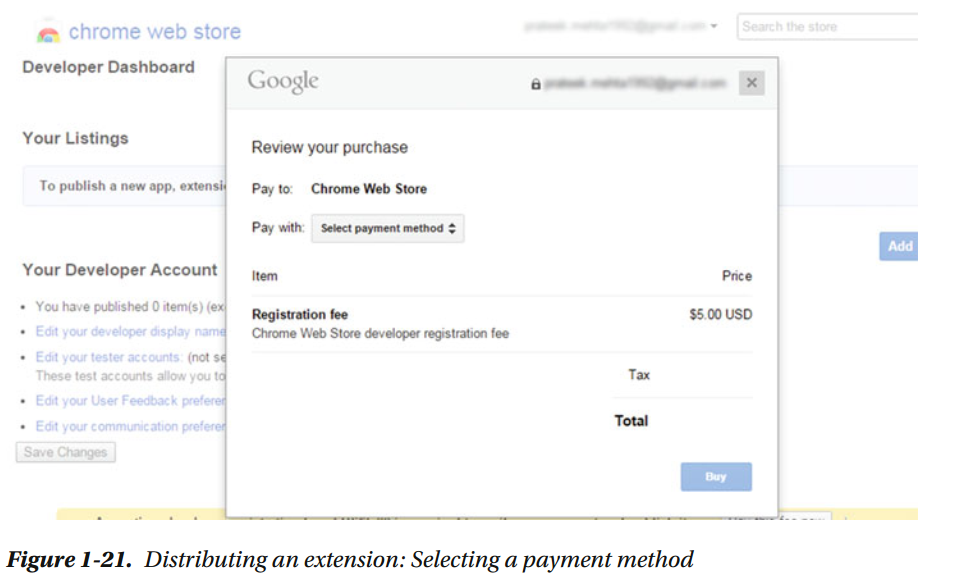 chrome web store
Search the store
Developer Dashboard
Google
Your Listings
Review your purchase
To publish a new app, extensi
Pay to: Chrome Web Store
Pay with: Select payment method
Add
Your Developer Account
Item Price
You have published 0 item(s) (ex
Registration fee $5.00 USD
Edit your developer display name
Chrome Web Store developer registration fee
Edit your tester accounts: (not se
These test accounts allow you to
Tax
Edit your User Feedback prefere
Total
Edit your communication prefere
Save Changes
Buy
Figure 1-21. Distributing an extension: Selecting a payment method